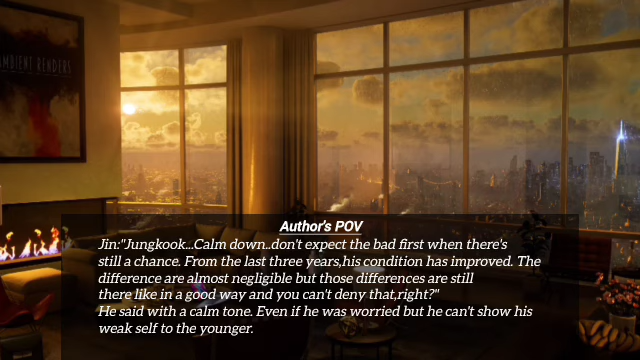 AMBIENT RENDERS
Author's POV
Jin:"Jungkook...Calm down..don't expect the bad first when there's
still a chance. From the last three years,his condition has improved. The
difference are almost negligible but those differences are still
there like in a good way and you can't deny that,right?"
He said with a calm tone. Even if he was worried but he can't show his
weak self to the younger.